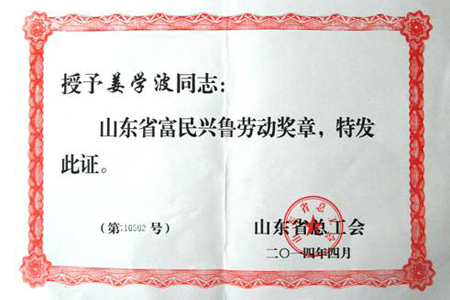 授予姜学波同志：
山东省富民兴鲁劳动奖章，特发
此证。
（第10502 号）
山东省总工会
二〇一四年四月